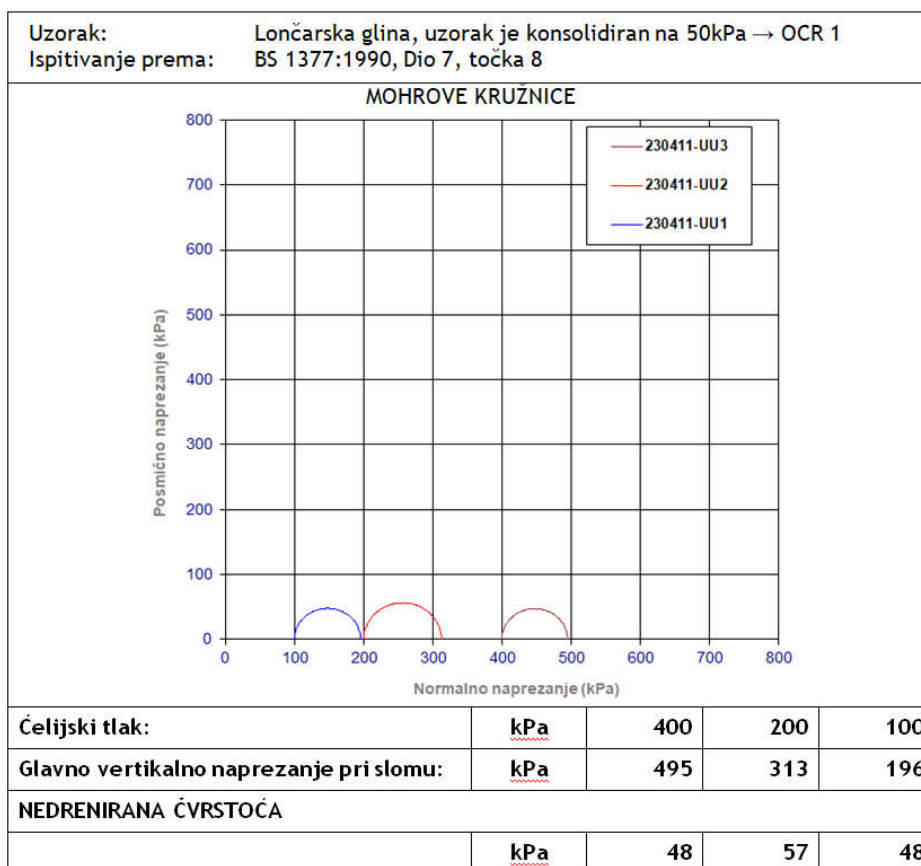 Uzorak: Lončarska glina, uzorak je konsolidiran na 50kPa → OCR 1
Ispitivanje prema: BS 1377:1990, Dio 7, točka 8
MOHROVE KRUŽNICE
800
700
600
500
400
300
200
100
0
Posmično naprezanje (kPa)
230411-UU3
230411-UU2
230411-UU1
0 100 200 300 400 500 600 700 800
Normalno naprezanje (kPa)
Ćelijski tlak: kPa 400 200 100
Glavno vertikalno naprezanje pri slomu: kPa 495 313 196
NEDRENIRANA ČVRSTOĆA
kPa 48 57 48